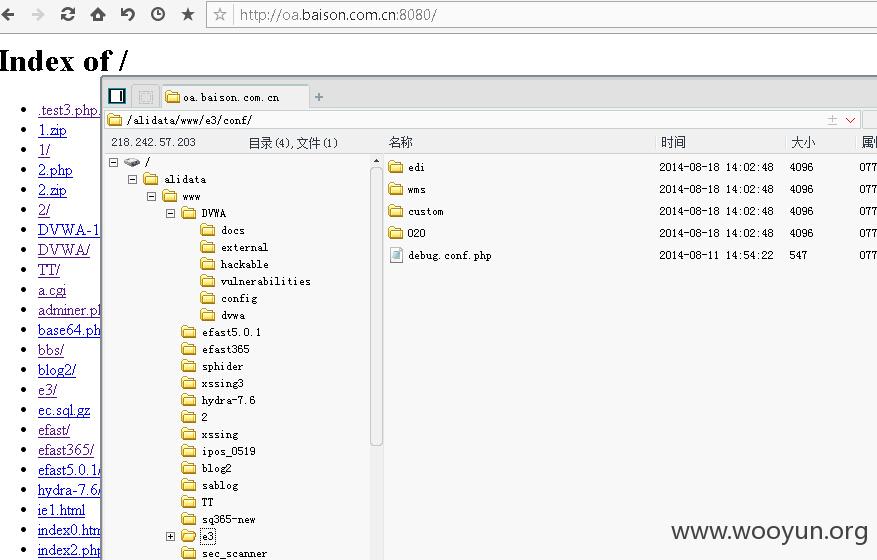 http://oa.baison.com.cn:8080/
Index of /
.test3.php.
1.zip
1/
2.php
2.zip
2/
DVWA-1
DVWA/
TT/
a.cgi
adminer.pl
base64.ph
bbs/
blog2/
e3/
ec.sql.gz
efast/
efast365/
efast5.0.1/
hydra-7.6/
ie1.html
index0.htm
index2.php
oa.baison.com.cn
/alidata/www/e3/conf/
218.242.57.203 目录(4),文件(1)
/
alidata
www
DVWA
docs
external
hackable
vulnerabilities
config
dvwa
efast5.0.1
efast365
sphider
xssing3
hydra-7.6
2
xssing
ipos_0519
blog2
sablog
TT
sq365-new
e3
sec_scanner
名称 时间 大小 属
edi 2014-08-18 14:02:48 4096 077
wms 2014-08-18 14:02:48 4096 077
custom 2014-08-18 14:02:48 4096 077
O2O 2014-08-18 14:02:48 4096 077
debug.conf.php 2014-08-11 14:54:22 547 077
www.wooyun.org